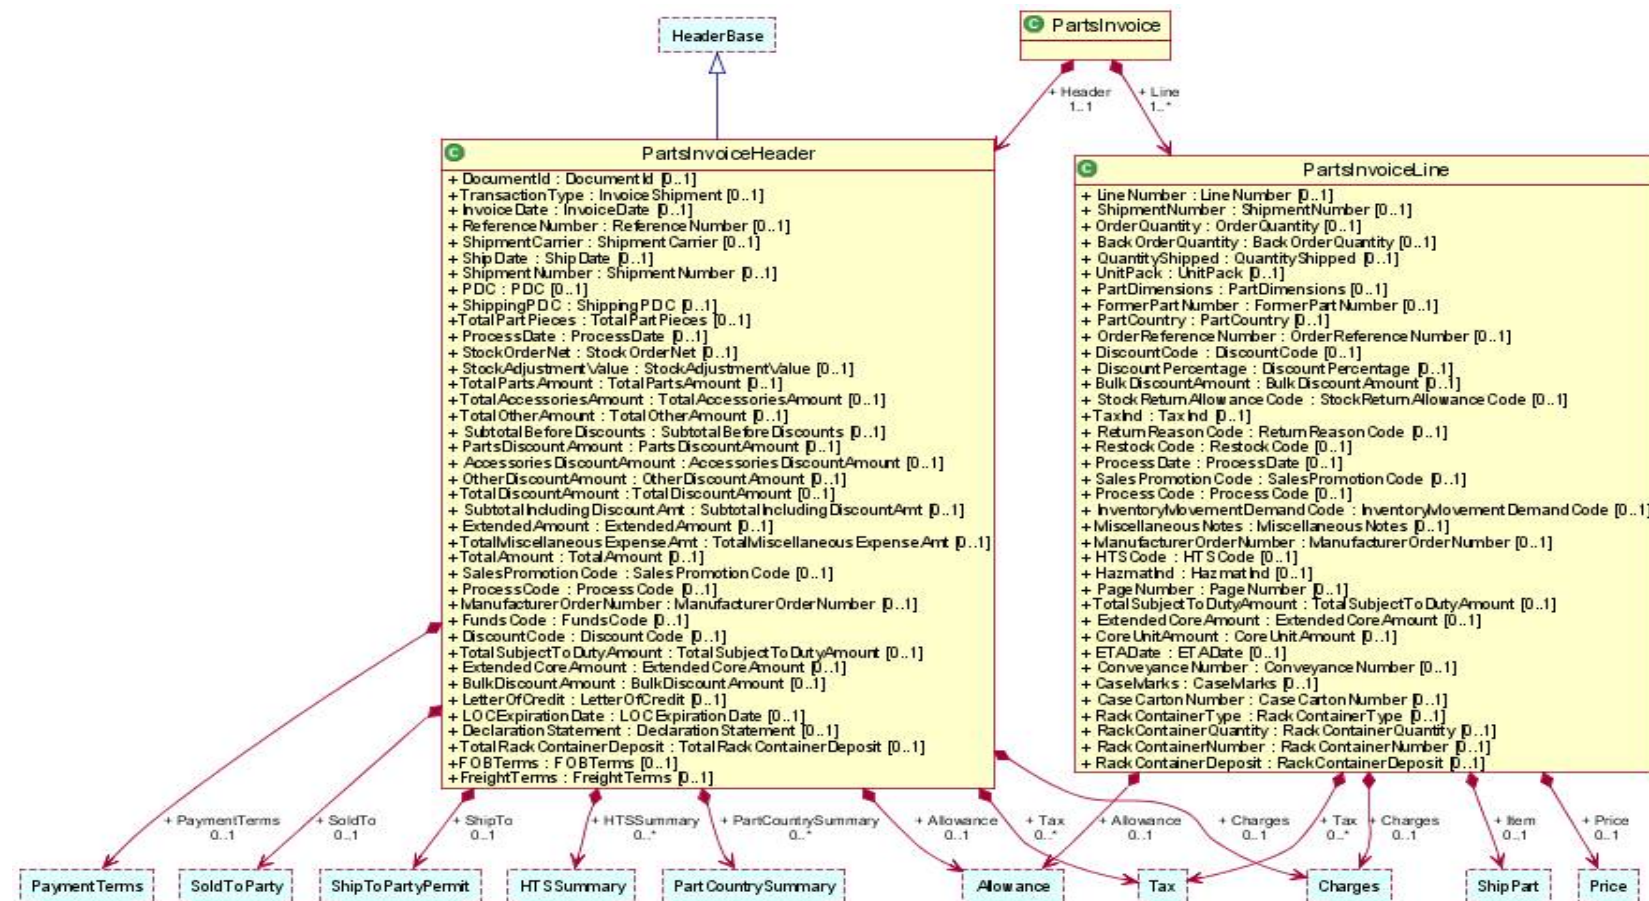 HeaderBase
C PartsInvoice
+ Header
1..1
+ Line
1..*
C PartsInvoiceHeader
+ DocumentId : DocumentId [0..1]
+TransactionType : InvoiceShipment [0..1]
+ InvoiceDate : InvoiceDate [0..1]
+ ReferenceNumber : ReferenceNumber [0..1]
+ ShipmentCarrier : ShipmentCarrier [0..1]
+ ShipDate : ShipDate [0..1]
+ ShipmentNumber : ShipmentNumber [0..1]
+ PDC : PDC [0..1]
+ ShippingPDC : ShippingPDC [0..1]
+TotalPartPieces : TotalPartPieces [0..1]
+ ProcessDate : ProcessDate [0..1]
+ StockOrderNet : StockOrderNet [0..1]
+ StockAdjustmentValue : StockAdjustmentValue [0..1]
+TotalPartsAmount : TotalPartsAmount [0..1]
+TotalAccessoriesAmount : TotalAccessoriesAmount [0..1]
+TotalOtherAmount : TotalOtherAmount [0..1]
+ SubtotalBeforeDiscounts : SubtotalBeforeDiscounts [0..1]
+ PartsDiscountAmount : PartsDiscountAmount [0..1]
+ AccessoriesDiscountAmount : AccessoriesDiscountAmount [0..1]
+ OtherDiscountAmount : OtherDiscountAmount [0..1]
+TotalDiscountAmount : TotalDiscountAmount [0..1]
+ SubtotalIncludingDiscountAmt : SubtotalIncludingDiscountAmt [0..1]
+ ExtendedAmount : ExtendedAmount [0..1]
+TotalMiscellaneousExpenseAmt : TotalMiscellaneousExpenseAmt [0..1]
+TotalAmount : TotalAmount [0..1]
+ SalesPromotionCode : SalesPromotionCode [0..1]
+ ProcessCode : ProcessCode [0..1]
+ ManufacturerOrderNumber : ManufacturerOrderNumber [0..1]
+ FundsCode : FundsCode [0..1]
+ DiscountCode : DiscountCode [0..1]
+TotalSubjectToDutyAmount : TotalSubjectToDutyAmount [0..1]
+ ExtendedCoreAmount : ExtendedCoreAmount [0..1]
+ BulkDiscountAmount : BulkDiscountAmount [0..1]
+ LetterOfCredit : LetterOfCredit [0..1]
+ LOCExpirationDate : LOCExpirationDate [0..1]
+ DeclarationStatement : DeclarationStatement [0..1]
+TotalRackContainerDeposit : TotalRackContainerDeposit [0..1]
+FOBTerms : FOBTerms [0..1]
+FreightTerms : FreightTerms [0..1]
C PartsInvoiceLine
+ LineNumber : LineNumber [0..1]
+ ShipmentNumber : ShipmentNumber [0..1]
+ OrderQuantity : OrderQuantity [0..1]
+ BackOrderQuantity : BackOrderQuantity [0..1]
+ QuantityShipped : QuantityShipped [0..1]
+ UnitPack : UnitPack [0..1]
+ PartDimensions : PartDimensions [0..1]
+ FormerPartNumber : FormerPartNumber [0..1]
+ PartCountry : PartCountry [0..1]
+ OrderReferenceNumber : OrderReferenceNumber [0..1]
+ DiscountCode : DiscountCode [0..1]
+ DiscountPercentage : DiscountPercentage [0..1]
+ BulkDiscountAmount : BulkDiscountAmount [0..1]
+ StockReturnAllowanceCode : StockReturnAllowanceCode [0..1]
+TaxInd : TaxInd [0..1]
+ ReturnReasonCode : ReturnReasonCode [0..1]
+ RestockCode : RestockCode [0..1]
+ ProcessDate : ProcessDate [0..1]
+ SalesPromotionCode : SalesPromotionCode [0..1]
+ ProcessCode : ProcessCode [0..1]
+ InventoryMovementDemandCode : InventoryMovementDemandCode [0..1]
+ MiscellaneousNotes : MiscellaneousNotes [0..1]
+ ManufacturerOrderNumber : ManufacturerOrderNumber [0..1]
+ HTSCode : HTSCode [0..1]
+ HazmatInd : HazmatInd [0..1]
+ PageNumber : PageNumber [0..1]
+TotalSubjectToDutyAmount : TotalSubjectToDutyAmount [0..1]
+ ExtendedCoreAmount : ExtendedCoreAmount [0..1]
+ CoreUnitAmount : CoreUnitAmount [0..1]
+ ETADate : ETADate [0..1]
+ ConveyanceNumber : ConveyanceNumber [0..1]
+ CaseMarks : CaseMarks [0..1]
+ CaseCartonNumber : CaseCartonNumber [0..1]
+ RackContainerType : RackContainerType [0..1]
+ RackContainerQuantity : RackContainerQuantity [0..1]
+ RackContainerNumber : RackContainerNumber [0..1]
+ RackContainerDeposit : RackContainerDeposit [0..1]
+ PaymentTerms
0..1
+ SoldTo
0..1
+ ShipTo
0..1
+ HTSSummary
0..*
+ PartCountrySummary
0..*
+ Allowance
0..1
+ Tax
0..*
+ Allowance
0..1
+ Charges
0..1
+ Tax
0..*
+ Charges
0..1
+ Item
0..1
+ Price
0..1
PaymentTerms
SoldToParty
ShipToPartyPermit
HTSSummary
PartCountrySummary
Allowance
Tax
Charges
ShipPart
Price